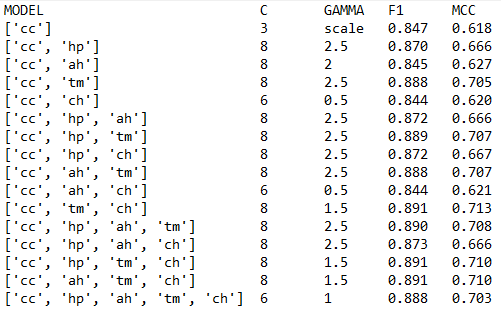 MODEL C GAMMA F1 MCC
['cc'] 3 scale 0.847 0.618
['cc', 'hp'] 8 2.5 0.870 0.666
['cc', 'ah'] 8 2 0.845 0.627
['cc', 'tm'] 8 2.5 0.888 0.705
['cc', 'ch'] 6 0.5 0.844 0.620
['cc', 'hp', 'ah'] 8 2.5 0.872 0.666
['cc', 'hp', 'tm'] 8 2.5 0.889 0.707
['cc', 'hp', 'ch'] 8 2.5 0.872 0.667
['cc', 'ah', 'tm'] 8 2.5 0.888 0.707
['cc', 'ah', 'ch'] 6 0.5 0.844 0.621
['cc', 'tm', 'ch'] 8 1.5 0.891 0.713
['cc', 'hp', 'ah', 'tm'] 8 2.5 0.890 0.708
['cc', 'hp', 'ah', 'ch'] 8 2.5 0.873 0.666
['cc', 'hp', 'tm', 'ch'] 8 1.5 0.891 0.710
['cc', 'ah', 'tm', 'ch'] 8 1.5 0.891 0.710
['cc', 'hp', 'ah', 'tm', 'ch'] 6 1 0.888 0.703